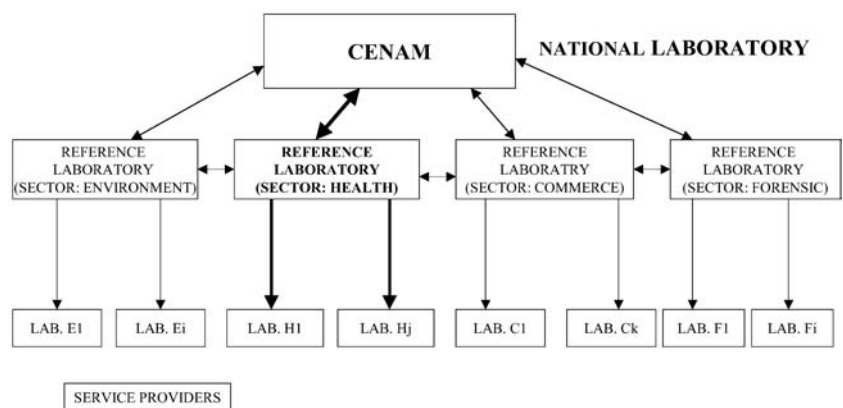 CENAM
NATIONAL LABORATORY
REFERENCE
LABORATORY
(SECTOR: ENVIRONMENT)
REFERENCE
LABORATORY
(SECTOR: HEALTH)
REFERENCE
LABORATRY
(SECTOR: COMMERCE)
REFERENCE
LABORATORY
(SECTOR: FORENSIC)
LAB. E1
LAB. Ei
LAB. H1
LAB. Hj
LAB. C1
LAB. Ck
LAB. F1
LAB. Fi
SERVICE PROVIDERS